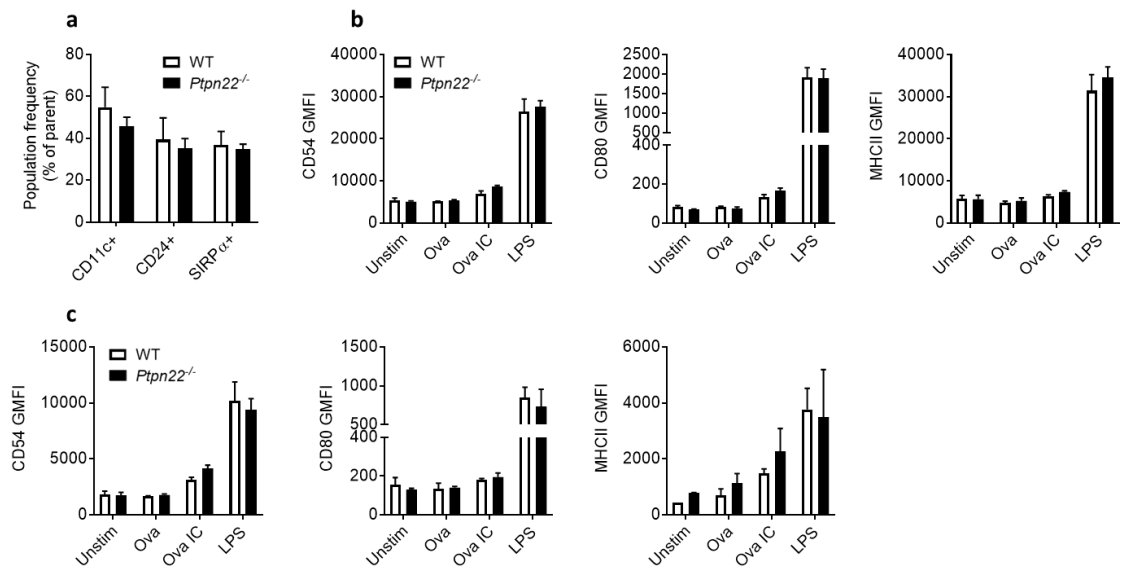 a
Population frequency
(% of parent)
80
60
40
20
0
WT
Ptpn22-/-
CD11c+
CD24+
SIRPα+
b
CD54 GMFI
40000
30000
20000
10000
0
WT
Ptpn22-/-
Unstim
Ova
Ova IC
LPS
CD80 GMFI
2500
2000
1500
1000
500
400
200
0
Unstim
Ova
Ova IC
LPS
MHCII GMFI
40000
30000
20000
10000
0
Unstim
Ova
Ova IC
LPS
c
CD54 GMFI
15000
10000
5000
0
WT
Ptpn22-/-
Unstim
Ova
Ova IC
LPS
CD80 GMFI
1500
1000
500
400
200
0
Unstim
Ova
Ova IC
LPS
MHCII GMFI
6000
4000
2000
0
Unstim
Ova
Ova IC
LPS